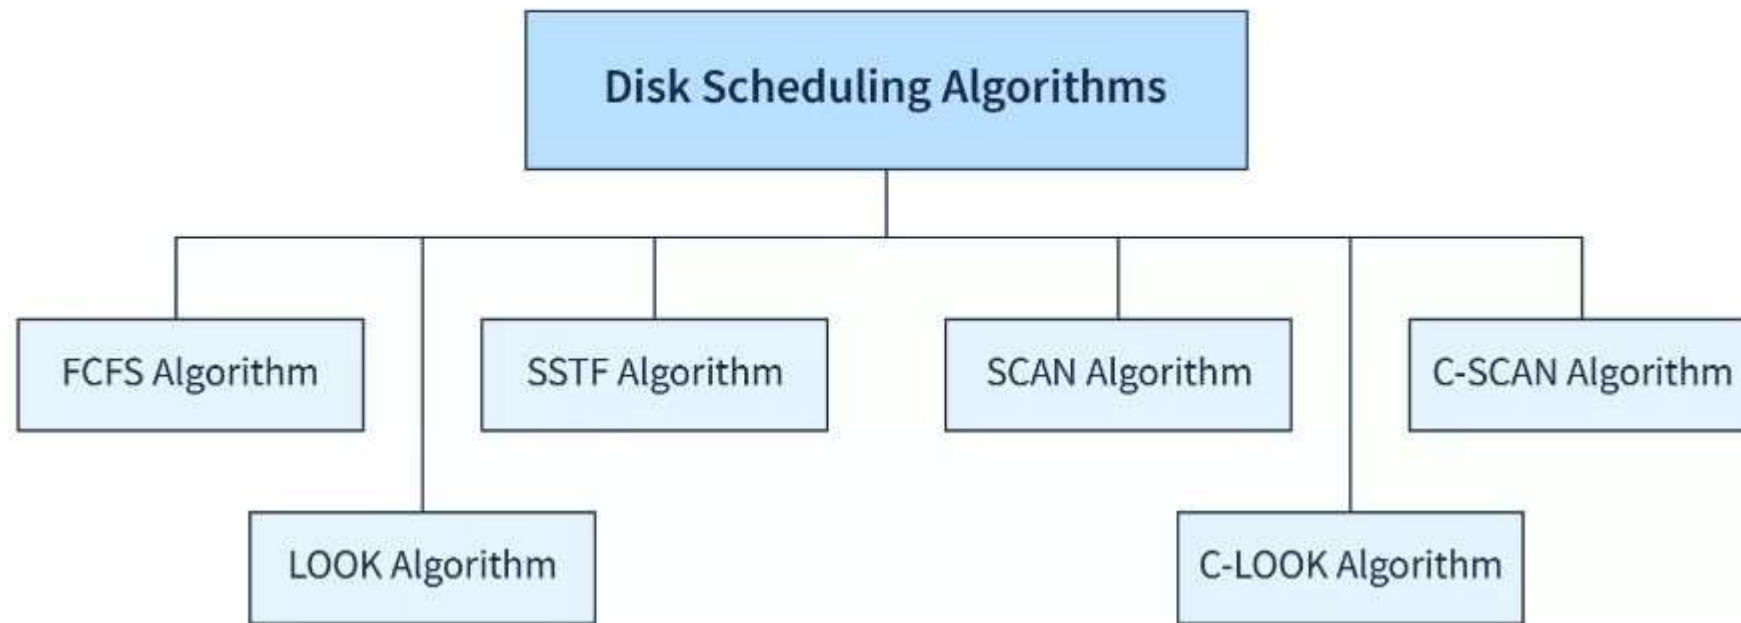 Disk Scheduling Algorithms
FCFS Algorithm
SSTF Algorithm
SCAN Algorithm
C-SCAN Algorithm
LOOK Algorithm
C-LOOK Algorithm